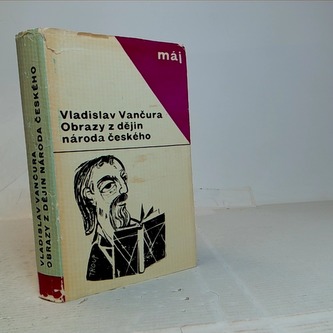 máj
Vladislav Vančura
Obrazy z dějin
národa českého
VLADISLAV VANČURA
OBRAZY Z DĚJIN NÁRODA ČESKÉHO